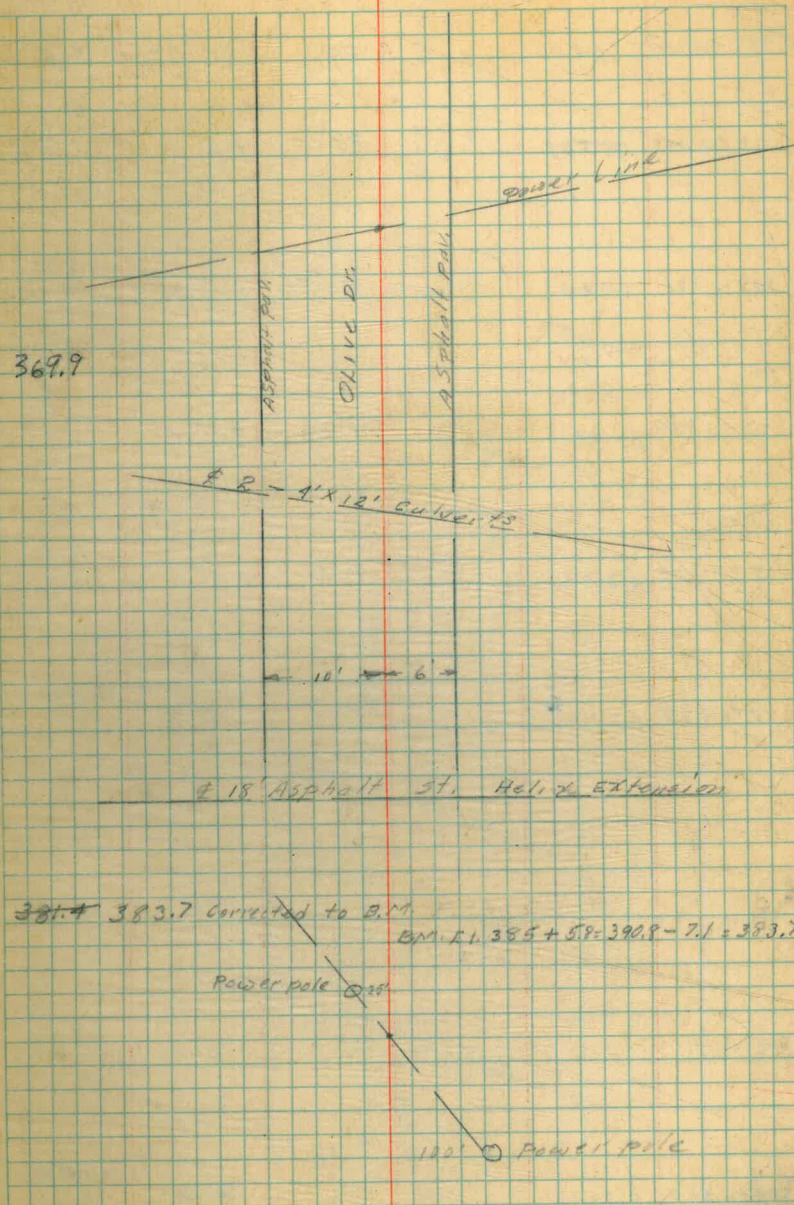 power line
Asphalt pav.
OLIVE DR.
Asphalt pav.
369.9
℄ 2 - 4' x 12' Culverts
10' 6'
℄ 18' Asphalt St. Helix Extension
381.4 383.7 Corrected to B.M.
BM. El. 385 + 5.8 = 390.8 - 7.1 = 383.7
Power pole 25'
100' Power pole